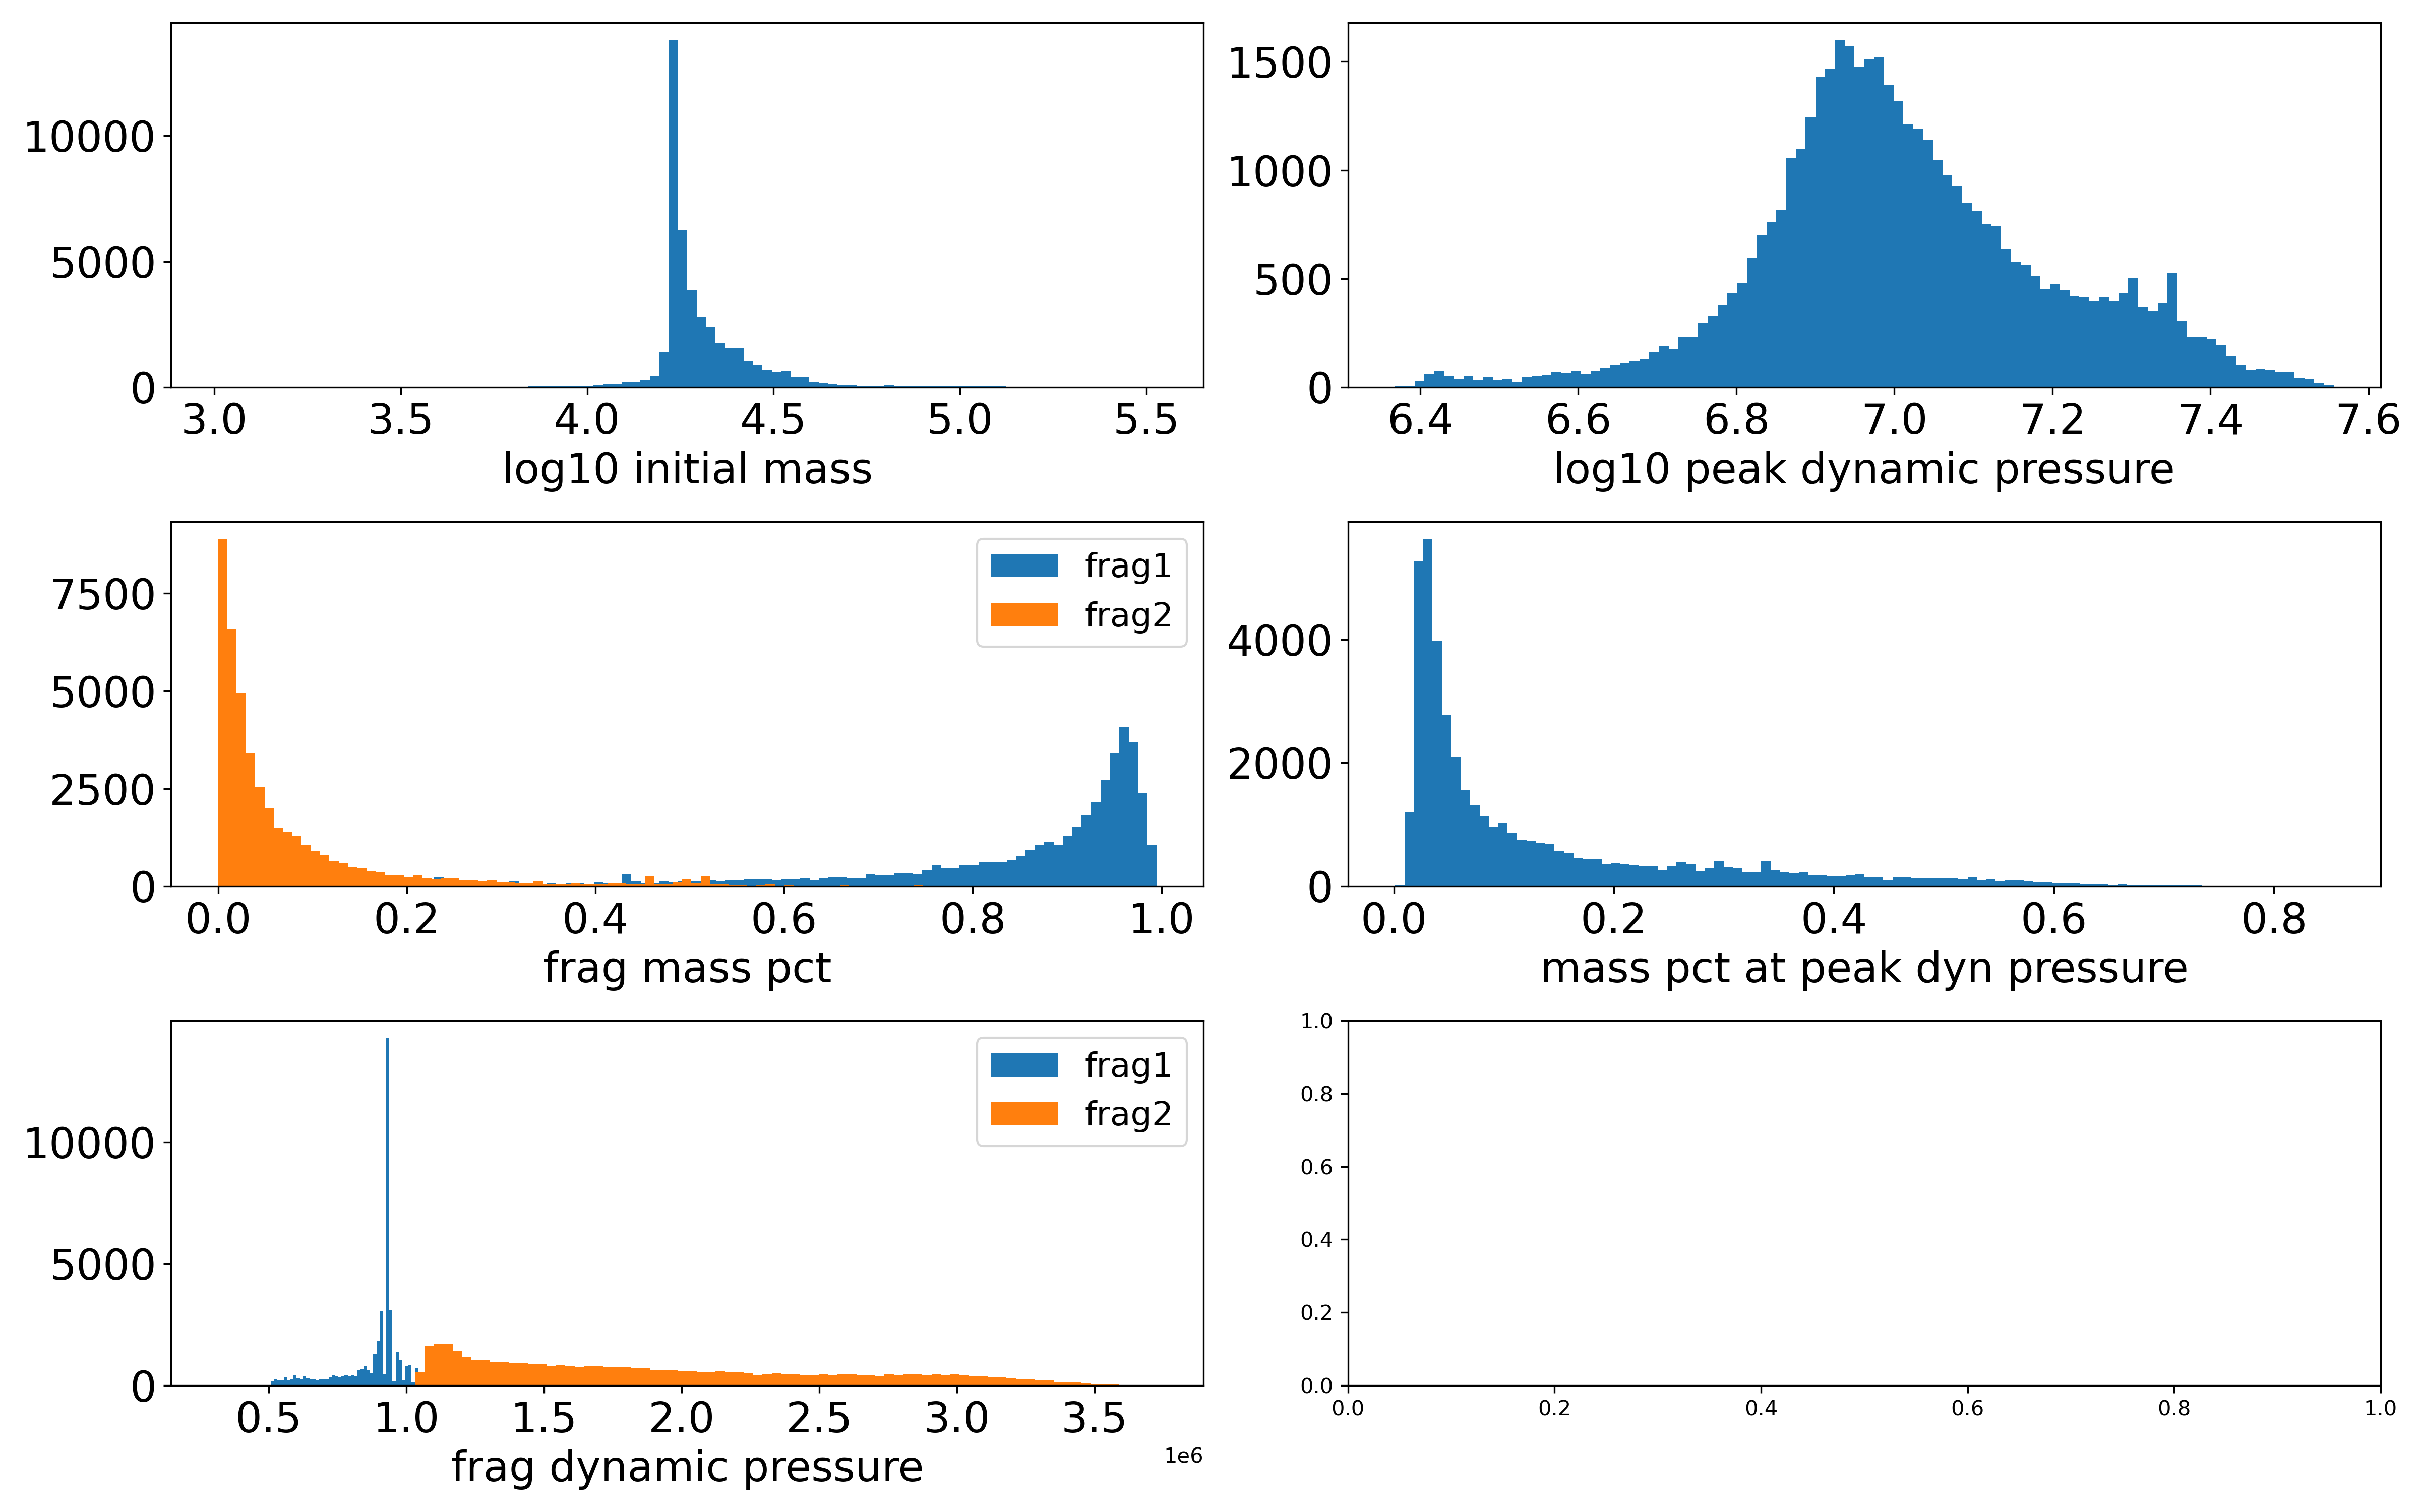 10000
5000
0
3.0 3.5 4.0 4.5 5.0 5.5
log10 initial mass
1500
1000
500
0
6.4 6.6 6.8 7.0 7.2 7.4 7.6
log10 peak dynamic pressure
7500
5000
2500
0
0.0 0.2 0.4 0.6 0.8 1.0
frag mass pct
frag1
frag2
4000
2000
0
0.0 0.2 0.4 0.6 0.8
mass pct at peak dyn pressure
10000
5000
0
0.5 1.0 1.5 2.0 2.5 3.0 3.5
1e6
frag dynamic pressure
frag1
frag2
1.0
0.8
0.6
0.4
0.2
0.0
0.0 0.2 0.4 0.6 0.8 1.0